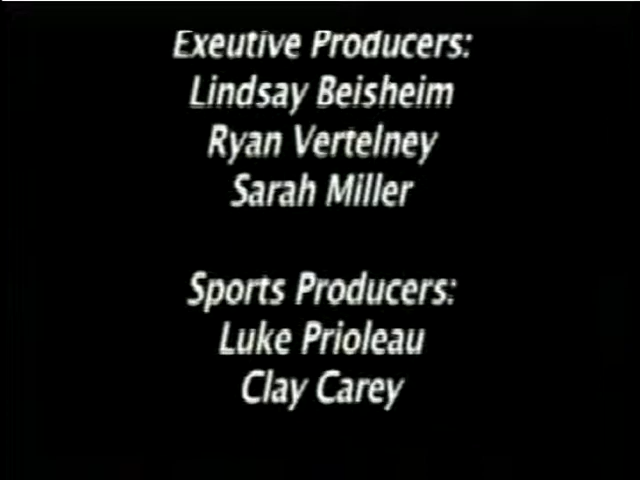 Exeutive Producers:
Lindsay Beisheim
Ryan Vertelney
Sarah Miller
Sports Producers:
Luke Prioleau
Clay Carey